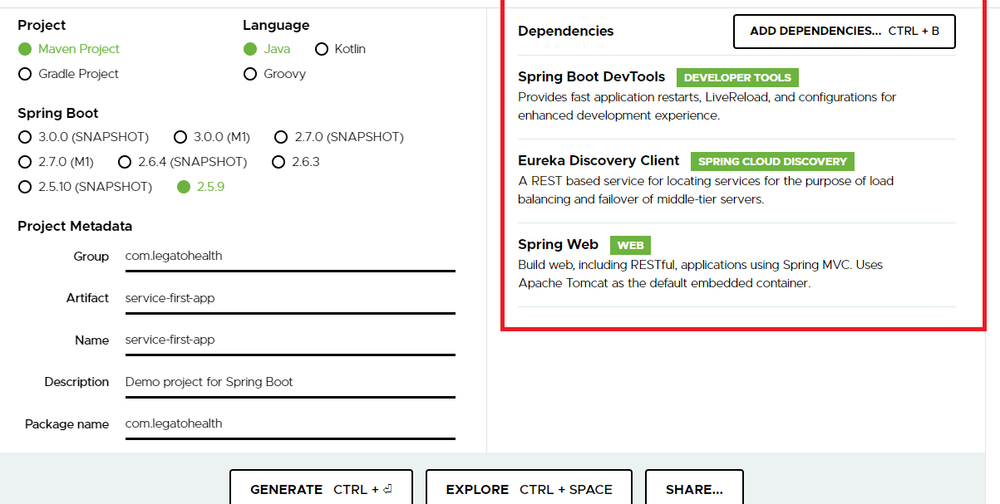 Project
Maven Project
Gradle Project
Language
Java Kotlin
Groovy
Spring Boot
3.0.0 (SNAPSHOT) 3.0.0 (M1) 2.7.0 (SNAPSHOT)
2.7.0 (M1) 2.6.4 (SNAPSHOT) 2.6.3
2.5.10 (SNAPSHOT) 2.5.9
Project Metadata
Group com.legatohealth
Artifact service-first-app
Name service-first-app
Description Demo project for Spring Boot
Package name com.legatohealth
Dependencies ADD DEPENDENCIES... CTRL + B
Spring Boot DevTools DEVELOPER TOOLS
Provides fast application restarts, LiveReload, and configurations for
enhanced development experience.
Eureka Discovery Client SPRING CLOUD DISCOVERY
A REST based service for locating services for the purpose of load
balancing and failover of middle-tier servers.
Spring Web WEB
Build web, including RESTful, applications using Spring MVC. Uses
Apache Tomcat as the default embedded container.
GENERATE CTRL + ⏎ EXPLORE CTRL + SPACE SHARE...